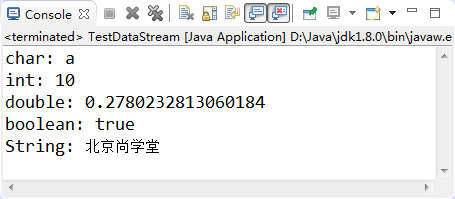 Console
<terminated> TestDataStream [Java Application] D:\Java\jdk1.8.0\bin\javaw.e
char: a
int: 10
double: 0.2780232813060184
boolean: true
String: 北京尚学堂